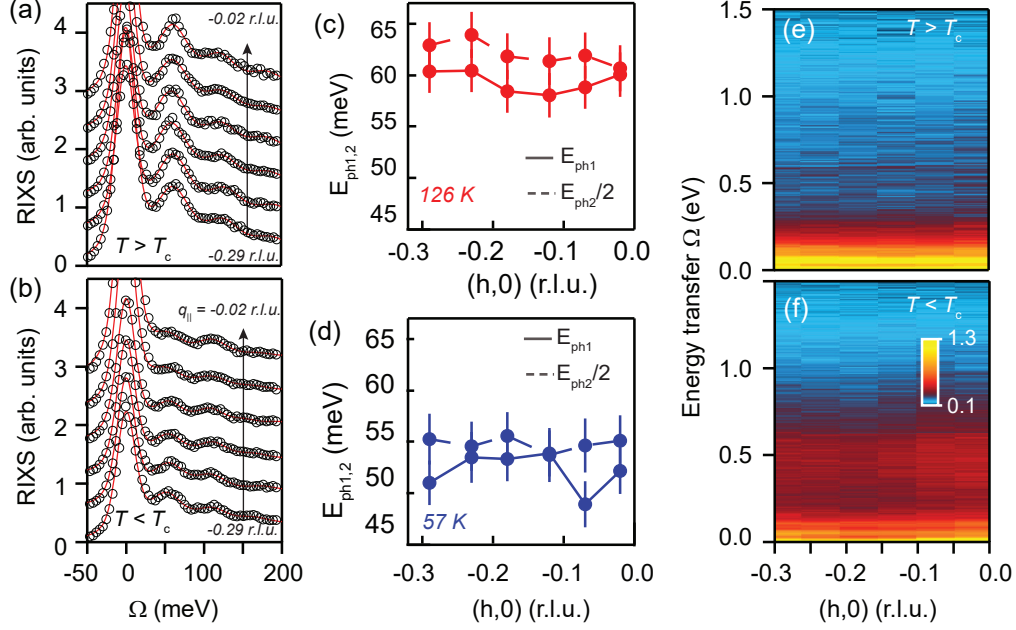 (a)
-0.02 r.l.u.
4
3
2
1
0
RIXS (arb. units)
T > Tc
-0.29 r.l.u.
(b)
q|| = -0.02 r.l.u.
4
3
2
1
0
RIXS (arb. units)
T < Tc
-0.29 r.l.u.
-50 0 100 200
Ω (meV)
(c)
65
60
55
50
45
Eph1,2 (meV)
Eph1
Eph2/2
126 K
-0.3 -0.2 -0.1 0.0
(h,0) (r.l.u.)
(d)
65
60
55
50
45
Eph1,2 (meV)
Eph1
Eph2/2
57 K
-0.3 -0.2 -0.1 0.0
(h,0) (r.l.u.)
(e)
T > Tc
1.5
1.0
0.5
0.0
Energy transfer Ω (eV)
(f)
T < Tc
1.3
0.1
1.0
0.5
0.0
-0.3 -0.2 -0.1 0.0
(h,0) (r.l.u.)